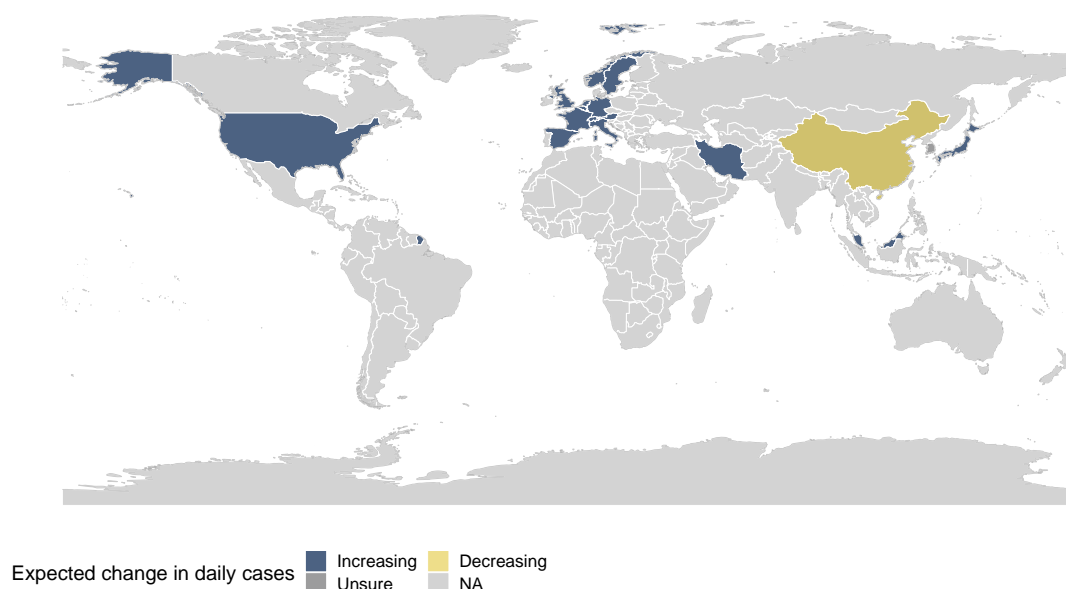 Expected change in daily cases
Increasing
Decreasing
Unsure
NA